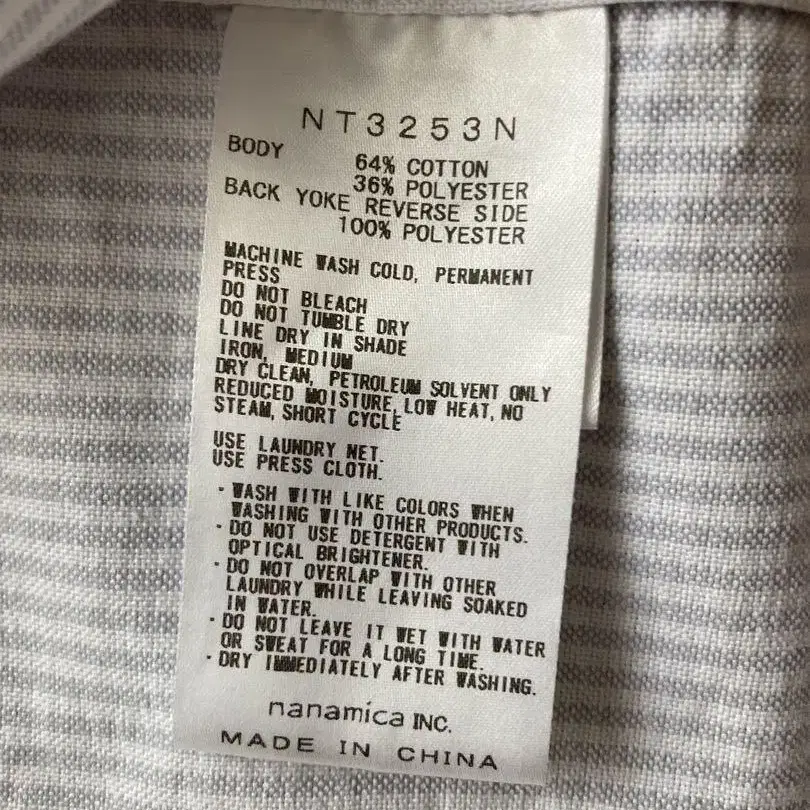 NT3253N
BODY
64% COTTON
36% POLYESTER
BACK YOKE REVERSE SIDE
100% POLYESTER
MACHINE WASH COLD, PERMANENT
PRESS
DO NOT BLEACH
DO NOT TUMBLE DRY
LINE DRY IN SHADE
IRON, MEDIUM
DRY CLEAN, PETROLEUM SOLVENT ONLY
REDUCED MOISTURE, LOW HEAT, NO
STEAM, SHORT CYCLE
USE LAUNDRY NET.
USE PRESS CLOTH.
・WASH WITH LIKE COLORS WHEN
WASHING WITH OTHER PRODUCTS.
・DO NOT USE DETERGENT WITH
OPTICAL BRIGHTENER.
・DO NOT OVERLAP WITH OTHER
LAUNDRY WHILE LEAVING SOAKED
IN WATER.
・DO NOT LEAVE IT WET WITH WATER
OR SWEAT FOR A LONG TIME.
・DRY IMMEDIATELY AFTER WASHING.
nanamica INC.
MADE IN CHINA